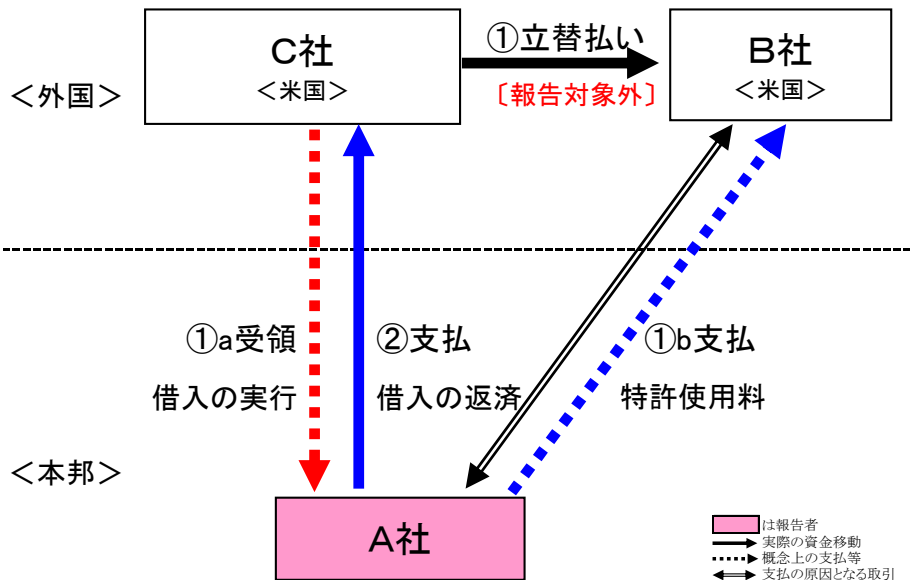 C社
<米国>
①立替払い
〔報告対象外〕
B社
<米国>
<外国>
①a受領
借入の実行
②支払
借入の返済
①b支払
特許使用料
<本邦>
A社
は報告者
実際の資金移動
概念上の支払等
支払の原因となる取引